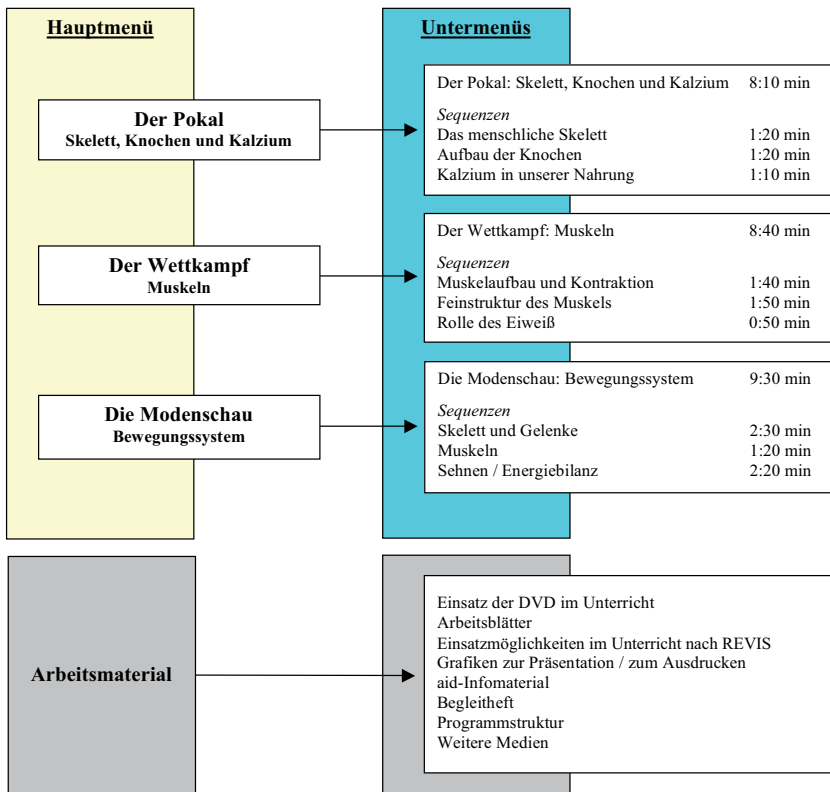 Hauptmenü
Untermenüs
Der Pokal
Skelett, Knochen und Kalzium
Der Pokal: Skelett, Knochen und Kalzium 8:10 min
Sequenzen
Das menschliche Skelett 1:20 min
Aufbau der Knochen 1:20 min
Kalzium in unserer Nahrung 1:10 min
Der Wettkampf
Muskeln
Der Wettkampf: Muskeln 8:40 min
Sequenzen
Muskelaufbau und Kontraktion 1:40 min
Feinstruktur des Muskels 1:50 min
Rolle des Eiweiß 0:50 min
Die Modenschau
Bewegungssystem
Die Modenschau: Bewegungssystem 9:30 min
Sequenzen
Skelett und Gelenke 2:30 min
Muskeln 1:20 min
Sehnen / Energiebilanz 2:20 min
Arbeitsmaterial
Einsatz der DVD im Unterricht
Arbeitsblätter
Einsatzmöglichkeiten im Unterricht nach REVIS
Grafiken zur Präsentation / zum Ausdrucken
aid-Infomaterial
Begleitheft
Programmstruktur
Weitere Medien